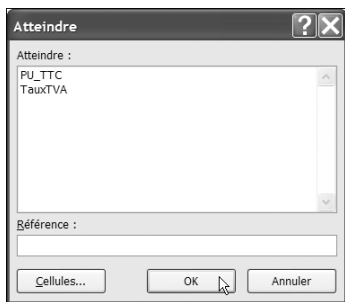 Atteindre
Atteindre :
PU_TTC
TauxTVA
Référence :
Cellules...
OK
Annuler